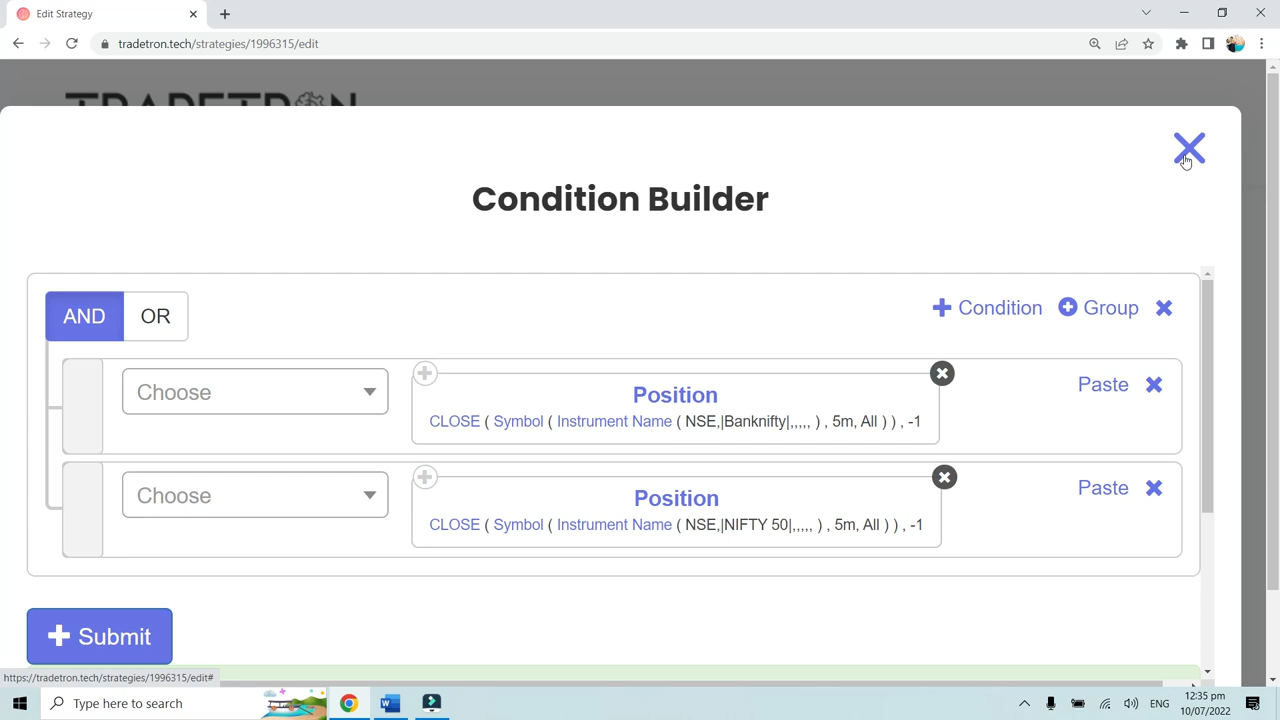 Edit Strategy
tradetron.tech/strategies/1996315/edit
TRADETRON
Condition Builder
AND OR
Condition Group
Choose
Position
CLOSE ( Symbol ( Instrument Name ( NSE,|Banknifty|,,,,, ) , 5m, All ) ) , -1
Paste
Choose
Position
CLOSE ( Symbol ( Instrument Name ( NSE,|NIFTY 50|,,,,, ) , 5m, All ) ) , -1
Paste
Submit
https://tradetron.tech/strategies/1996315/edit#
Type here to search
ENG
12:35 pm
10/07/2022